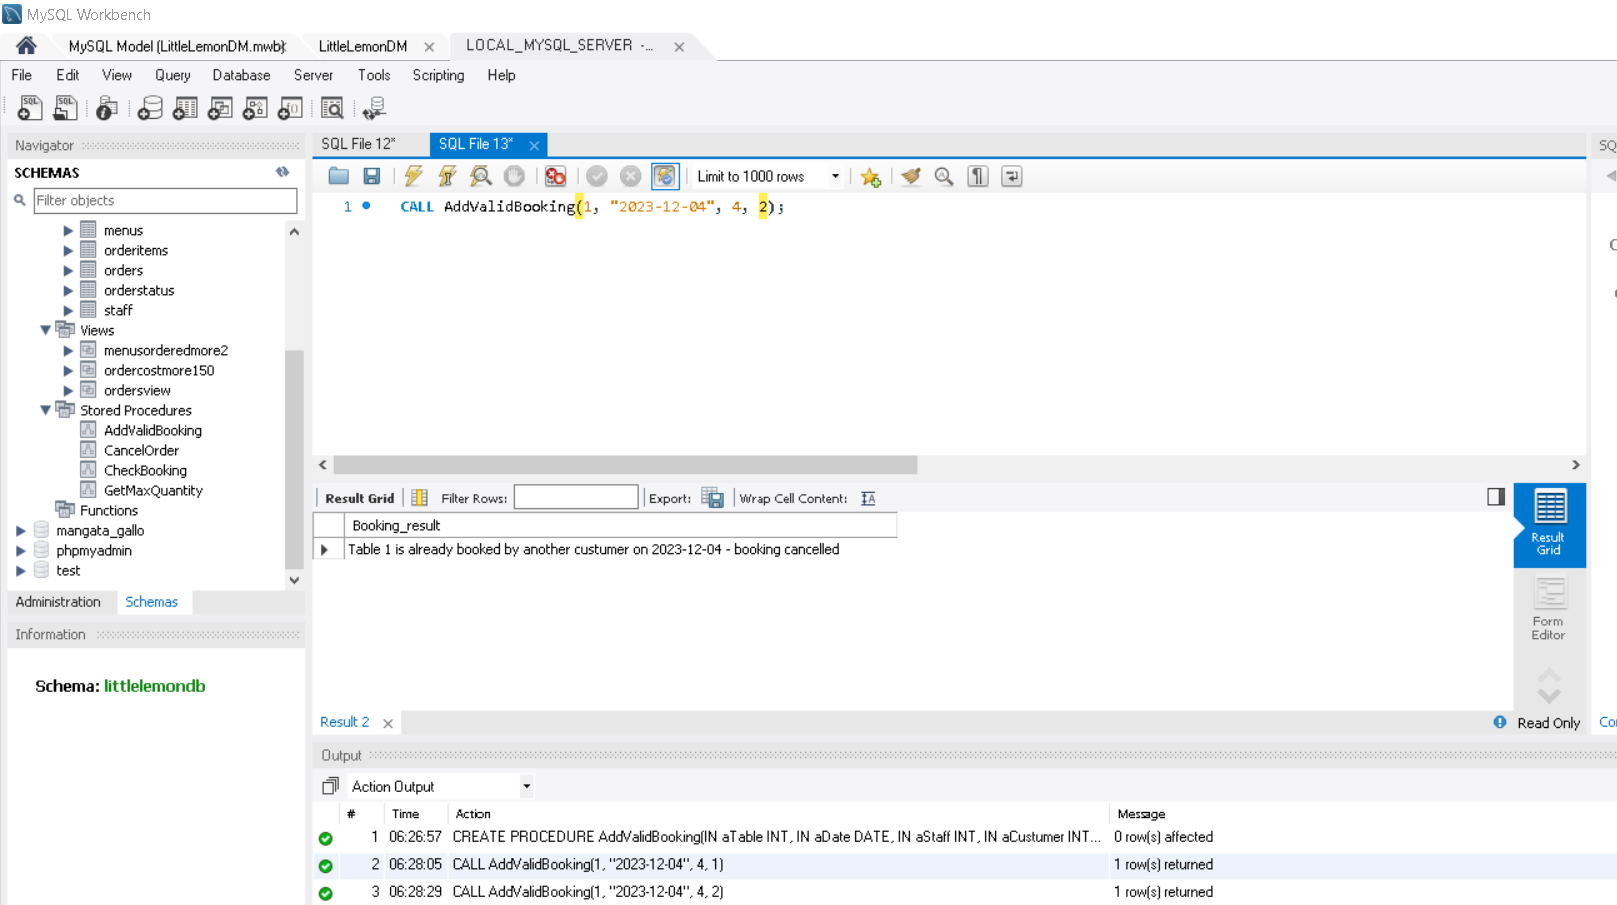 MySQL Workbench
MySQL Model (LittleLemonDM.mwb)
LittleLemonDM
LOCAL_MYSQL_SERVER -...
File Edit View Query Database Server Tools Scripting Help
Navigator
SCHEMAS
Filter objects
menus
orderitems
orders
orderstatus
staff
Views
menusorderedmore2
ordercostmore150
ordersview
Stored Procedures
AddValidBooking
CancelOrder
CheckBooking
GetMaxQuantity
Functions
mangata_gallo
phpmyadmin
test
Administration Schemas
Information
Schema: littlelemondb
SQL File 12* SQL File 13*
Limit to 1000 rows
1 CALL AddValidBooking(1, "2023-12-04", 4, 2);
Result Grid Filter Rows: Export: Wrap Cell Content:
Booking_result
Table 1 is already booked by another custumer on 2023-12-04 - booking cancelled
Result
Grid
Form
Editor
Result 2
Read Only
Output
Action Output
# Time Action Message
1 06:26:57 CREATE PROCEDURE AddValidBooking(IN aTable INT, IN aDate DATE, IN aStaff INT, IN aCustumer INT... 0 row(s) affected
2 06:28:05 CALL AddValidBooking(1, "2023-12-04", 4, 1) 1 row(s) returned
3 06:28:29 CALL AddValidBooking(1, "2023-12-04", 4, 2) 1 row(s) returned